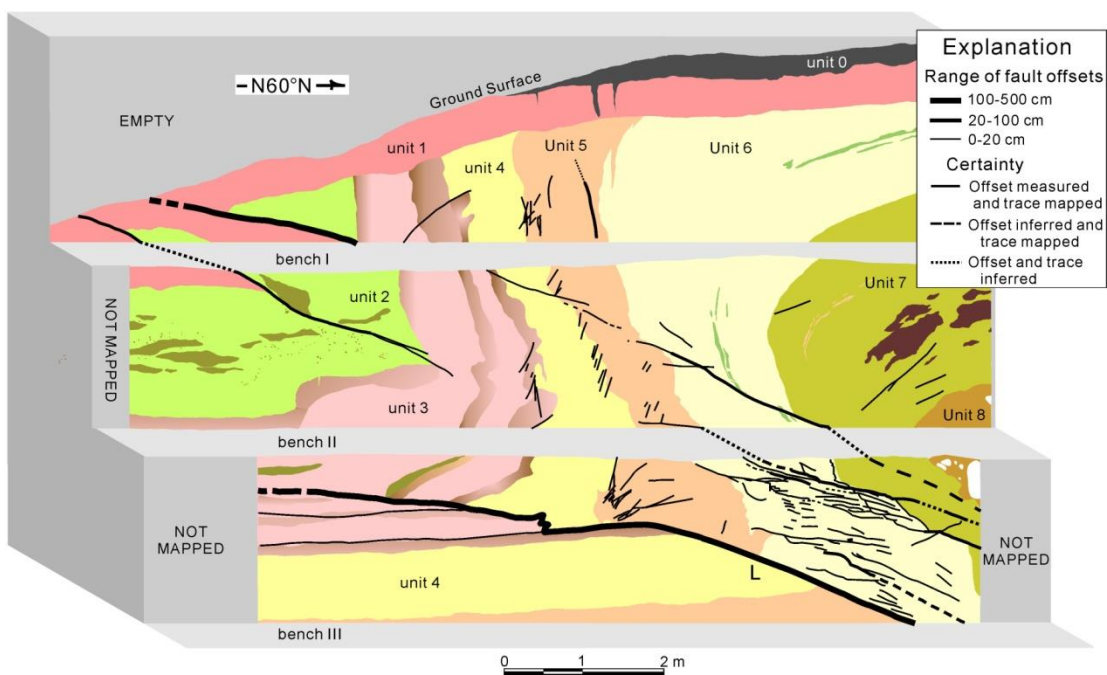 unit 0
Ground Surface
–N60°N
EMPTY
unit 1
unit 4
Unit 5
Unit 6
bench I
NOT MAPPED
unit 2
Unit 7
unit 3
Unit 8
bench II
NOT
MAPPED
unit 4
L
NOT
MAPPED
bench III
0 1 2 m
Explanation
Range of fault offsets
100-500 cm
20-100 cm
0-20 cm
Certainty
Offset measured
and trace mapped
Offset inferred and
trace mapped
Offset and trace
inferred